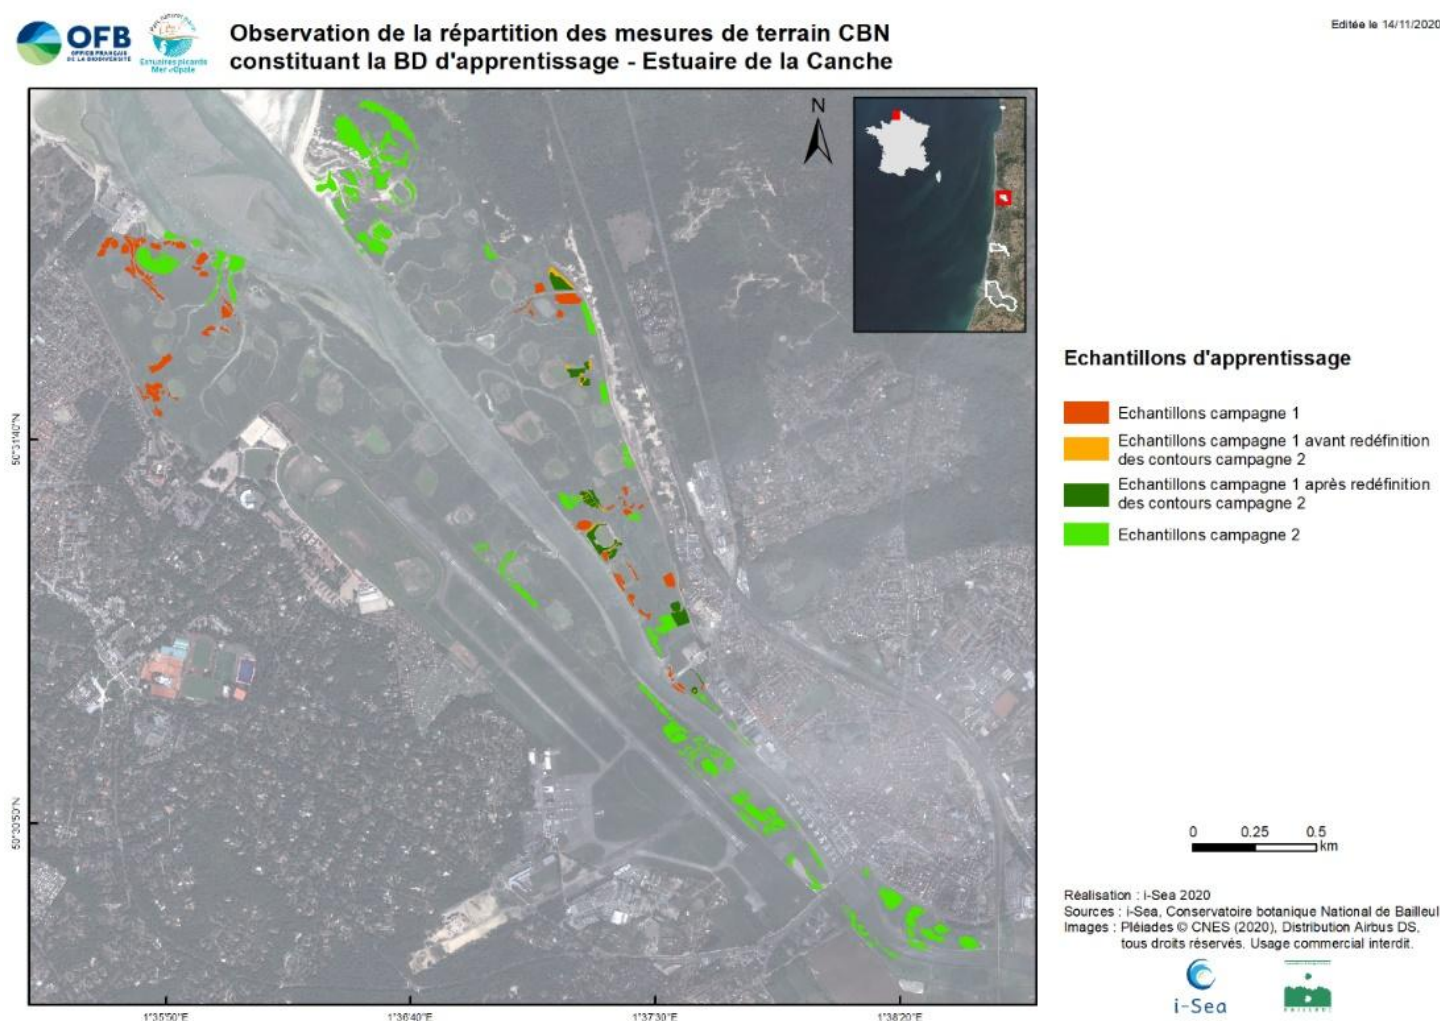 OFB
OFFICE FRANÇAIS
DE LA BIODIVERSITÉ
Estuaires picards
Mer d'Opale
Observation de la répartition des mesures de terrain CBN
constituant la BD d'apprentissage - Estuaire de la Canche
Editée le 14/11/2020
N
Echantillons d'apprentissage
Echantillons campagne 1
Echantillons campagne 1 avant redéfinition
des contours campagne 2
Echantillons campagne 1 après redéfinition
des contours campagne 2
Echantillons campagne 2
50°31'40"N
50°30'50"N
0 0.25 0.5
km
Réalisation : i-Sea 2020
Sources : i-Sea, Conservatoire botanique National de Bailleul
Images : Pléiades © CNES (2020), Distribution Airbus DS,
tous droits réservés. Usage commercial interdit.
i-Sea
BAILLEUL
1°35'50"E 1°36'40"E 1°37'30"E 1°38'20"E